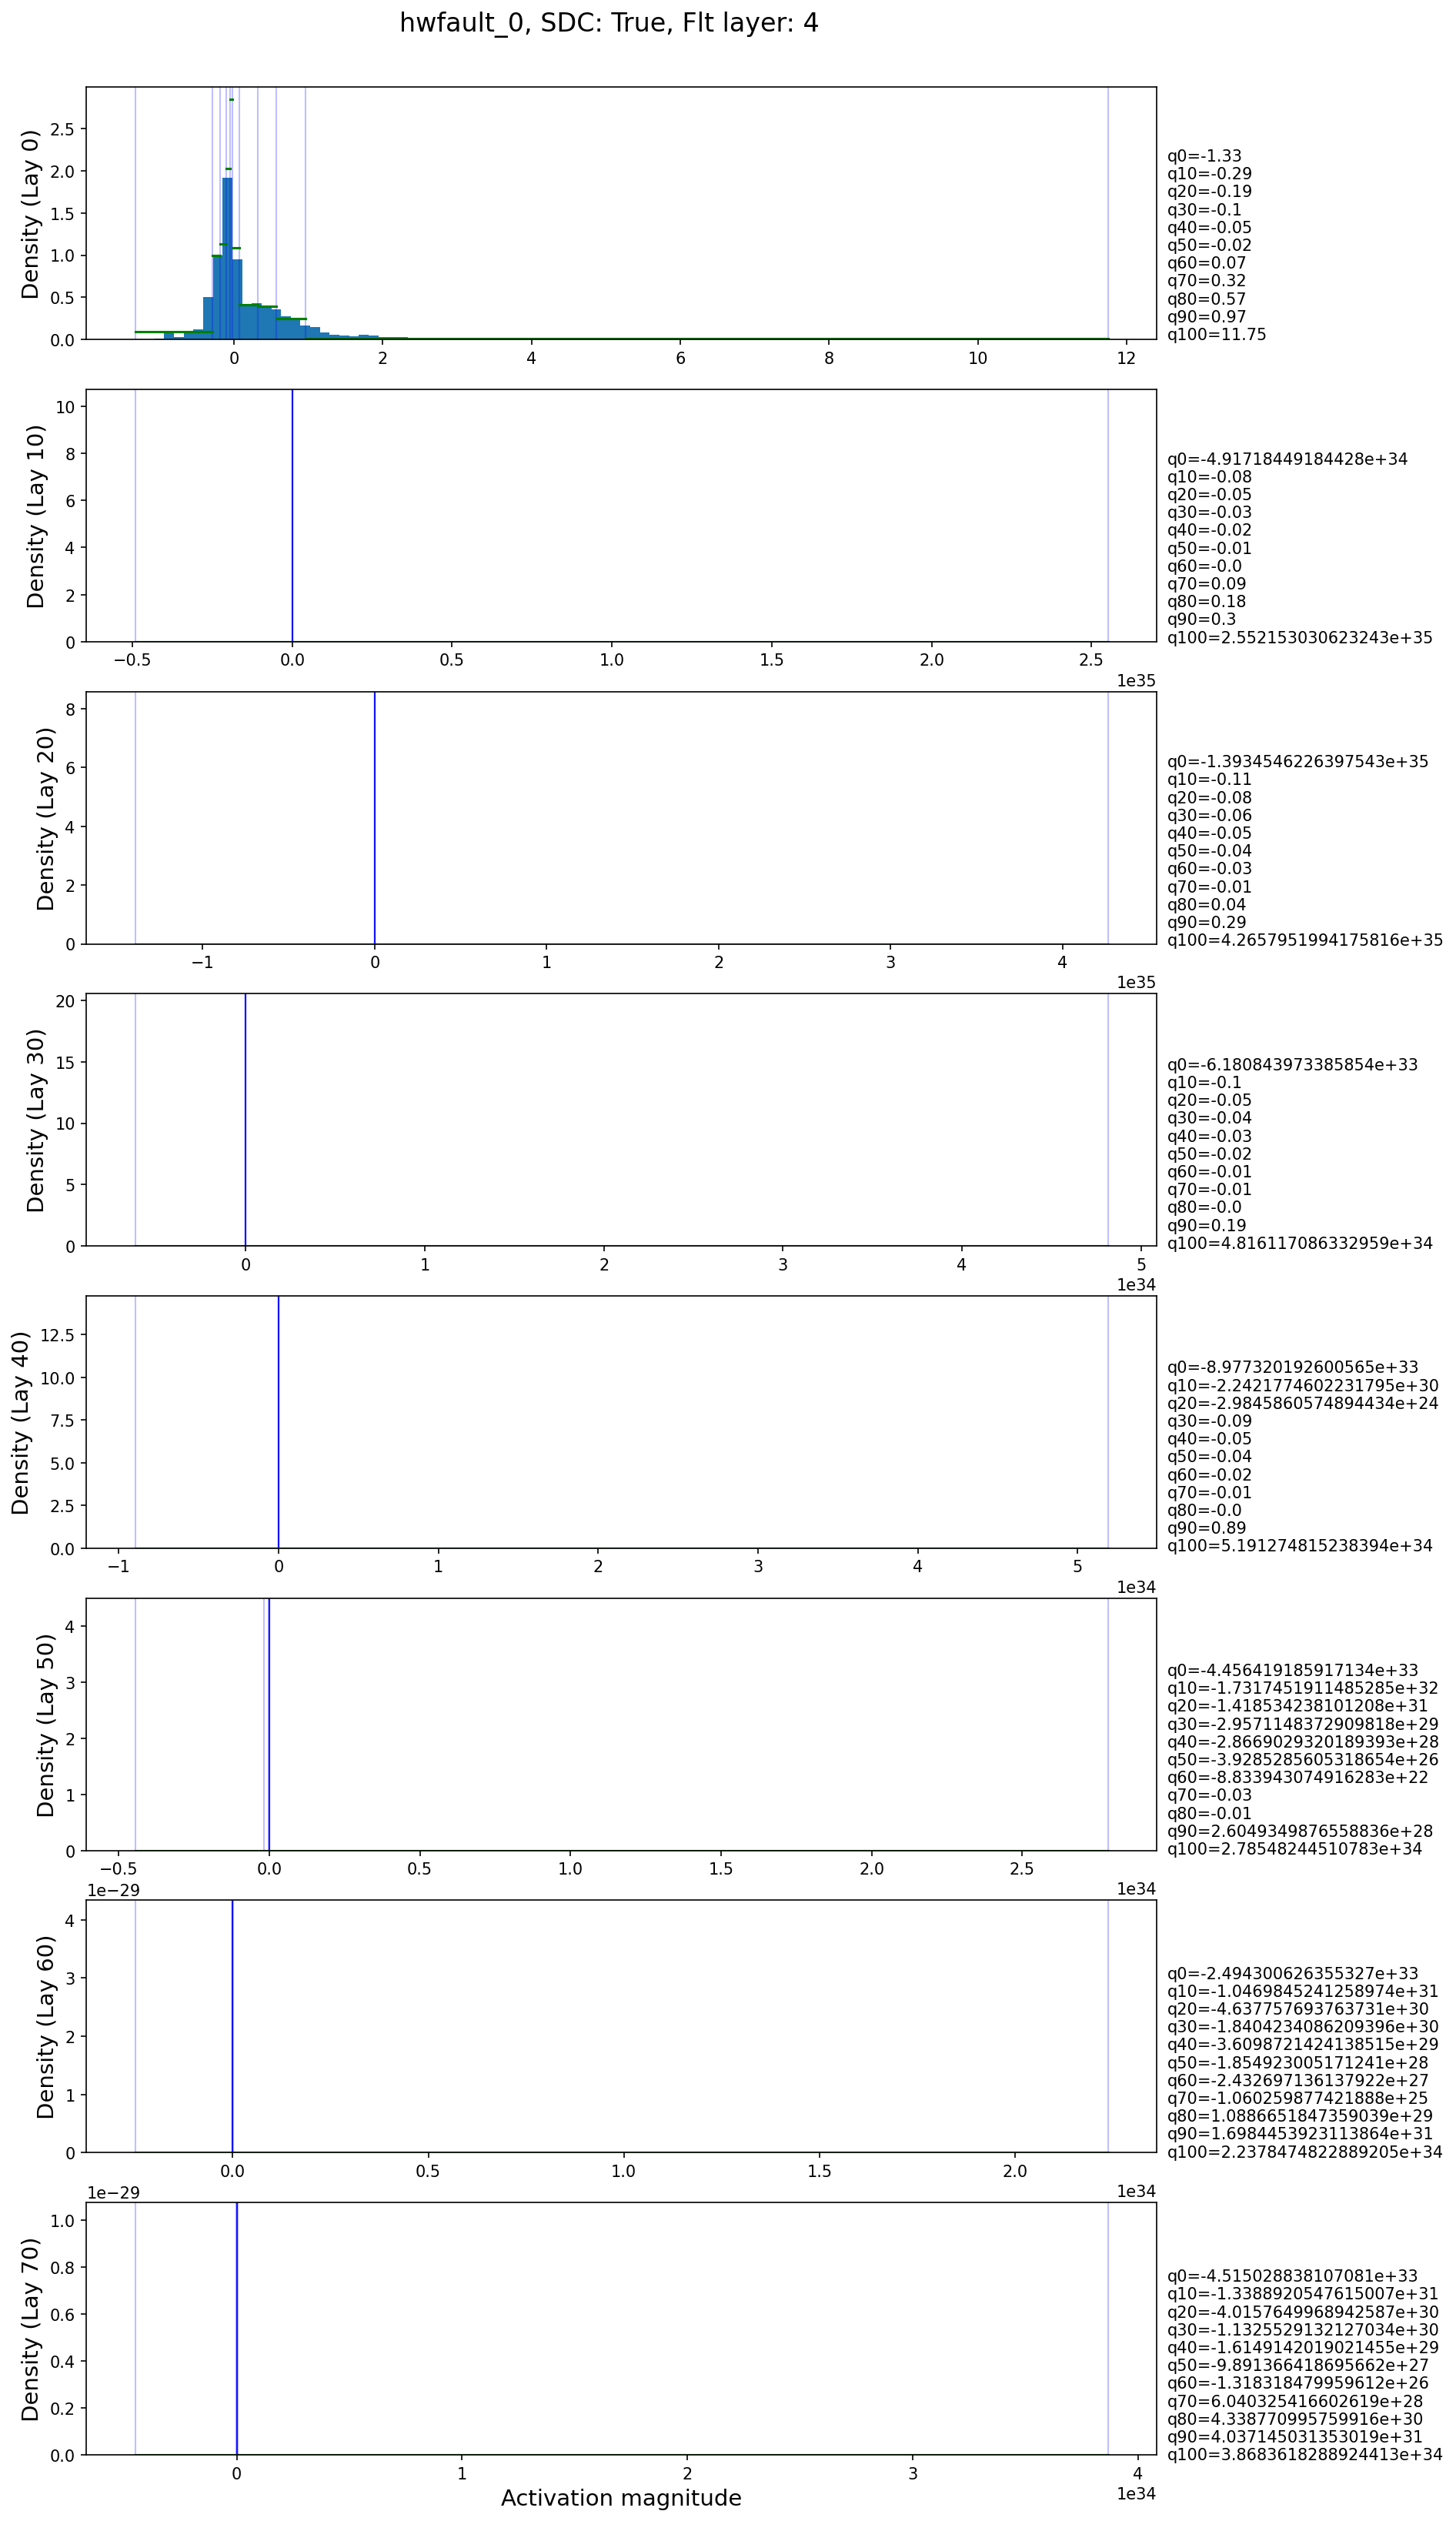 hwfault_0, SDC: True, Flt layer: 4
Density (Lay 0)
2.5
2.0
1.5
1.0
0.5
0.0
0 2 4 6 8 10 12
q0=-1.33
q10=-0.29
q20=-0.19
q30=-0.1
q40=-0.05
q50=-0.02
q60=0.07
q70=0.32
q80=0.57
q90=0.97
q100=11.75
Density (Lay 10)
10
8
6
4
2
0
−0.5 0.0 0.5 1.0 1.5 2.0 2.5
1e35
q0=-4.91718449184428e+34
q10=-0.08
q20=-0.05
q30=-0.03
q40=-0.02
q50=-0.01
q60=-0.0
q70=0.09
q80=0.18
q90=0.3
q100=2.552153030623243e+35
Density (Lay 20)
8
6
4
2
0
−1 0 1 2 3 4
1e35
q0=-1.3934546226397543e+35
q10=-0.11
q20=-0.08
q30=-0.06
q40=-0.05
q50=-0.04
q60=-0.03
q70=-0.01
q80=0.04
q90=0.29
q100=4.2657951994175816e+35
Density (Lay 30)
20
15
10
5
0
0 1 2 3 4 5
1e34
q0=-6.180843973385854e+33
q10=-0.1
q20=-0.05
q30=-0.04
q40=-0.03
q50=-0.02
q60=-0.01
q70=-0.01
q80=-0.0
q90=0.19
q100=4.816117086332959e+34
Density (Lay 40)
12.5
10.0
7.5
5.0
2.5
0.0
−1 0 1 2 3 4 5
1e34
q0=-8.977320192600565e+33
q10=-2.2421774602231795e+30
q20=-2.9845860574894434e+24
q30=-0.09
q40=-0.05
q50=-0.04
q60=-0.02
q70=-0.01
q80=-0.0
q90=0.89
q100=5.191274815238394e+34
Density (Lay 50)
4
3
2
1
0
−0.5 0.0 0.5 1.0 1.5 2.0 2.5
1e34
q0=-4.456419185917134e+33
q10=-1.7317451911485285e+32
q20=-1.418534238101208e+31
q30=-2.9571148372909818e+29
q40=-2.8669029320189393e+28
q50=-3.9285285605318654e+26
q60=-8.833943074916283e+22
q70=-0.03
q80=-0.01
q90=2.6049349876558836e+28
q100=2.78548244510783e+34
1e−29
Density (Lay 60)
4
3
2
1
0
0.0 0.5 1.0 1.5 2.0
1e34
q0=-2.494300626355327e+33
q10=-1.0469845241258974e+31
q20=-4.637757693763731e+30
q30=-1.8404234086209396e+30
q40=-3.6098721424138515e+29
q50=-1.854923005171241e+28
q60=-2.432697136137922e+27
q70=-1.060259877421888e+25
q80=1.0886651847359039e+29
q90=1.6984453923113864e+31
q100=2.2378474822889205e+34
1e−29
Density (Lay 70)
1.0
0.8
0.6
0.4
0.2
0.0
0 1 2 3 4
1e34
q0=-4.515028838107081e+33
q10=-1.3388920547615007e+31
q20=-4.0157649968942587e+30
q30=-1.1325529132127034e+30
q40=-1.6149142019021455e+29
q50=-9.891366418695662e+27
q60=-1.318318479959612e+26
q70=6.040325416602619e+28
q80=4.338770995759916e+30
q90=4.037145031353019e+31
q100=3.8683618288924413e+34
Activation magnitude